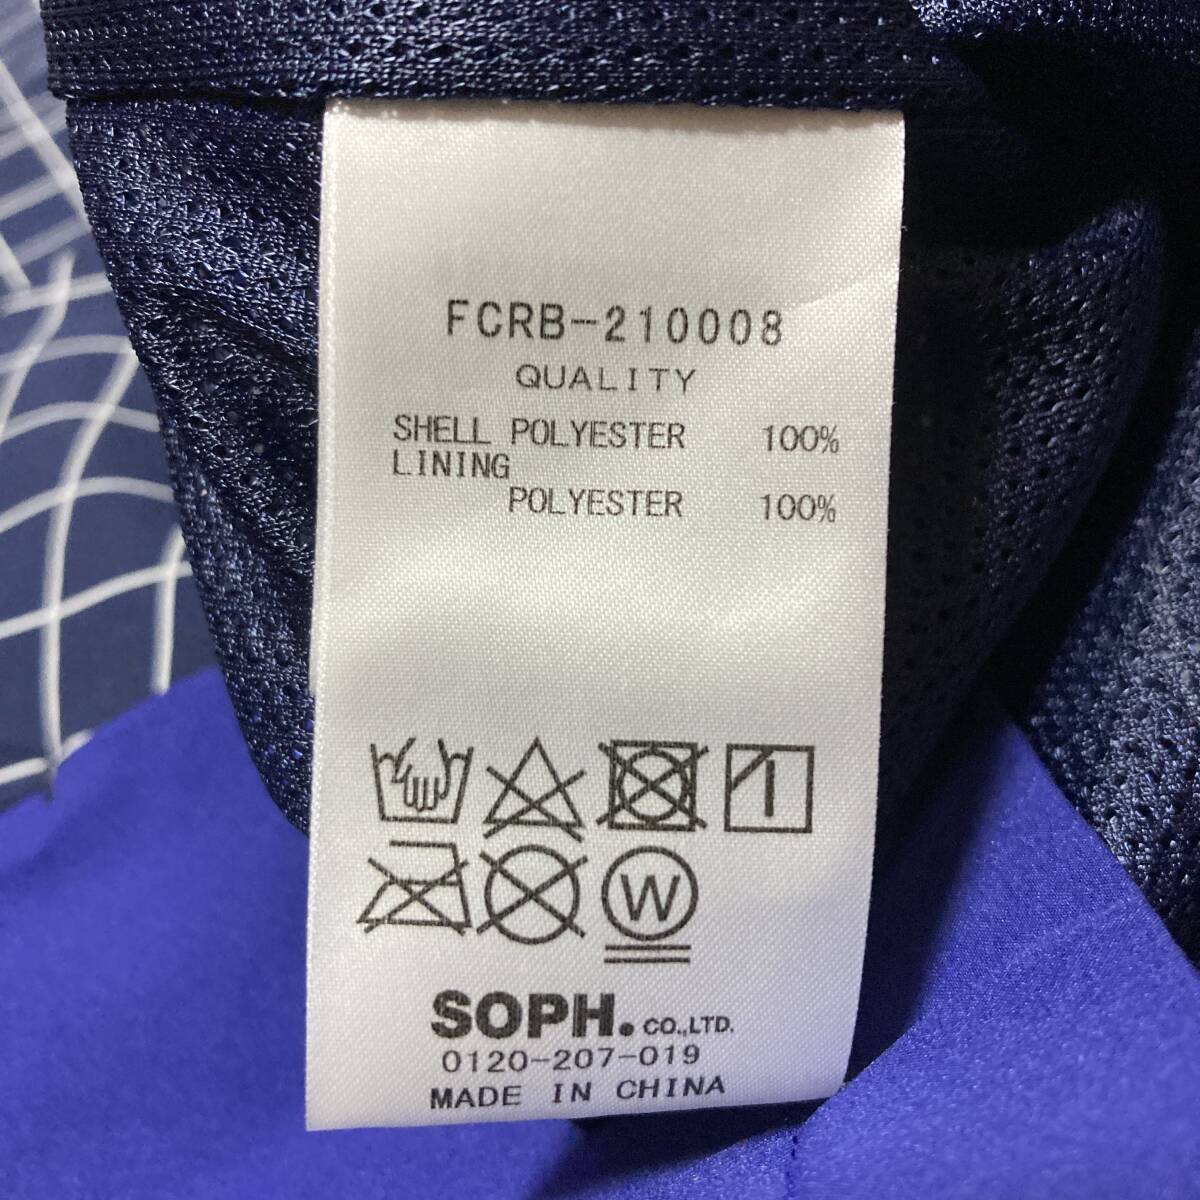 FCRB-210008
QUALITY
SHELL POLYESTER 100%
LINING
POLYESTER 100%
W
SOPH. CO.,LTD.
0120-207-019
MADE IN CHINA